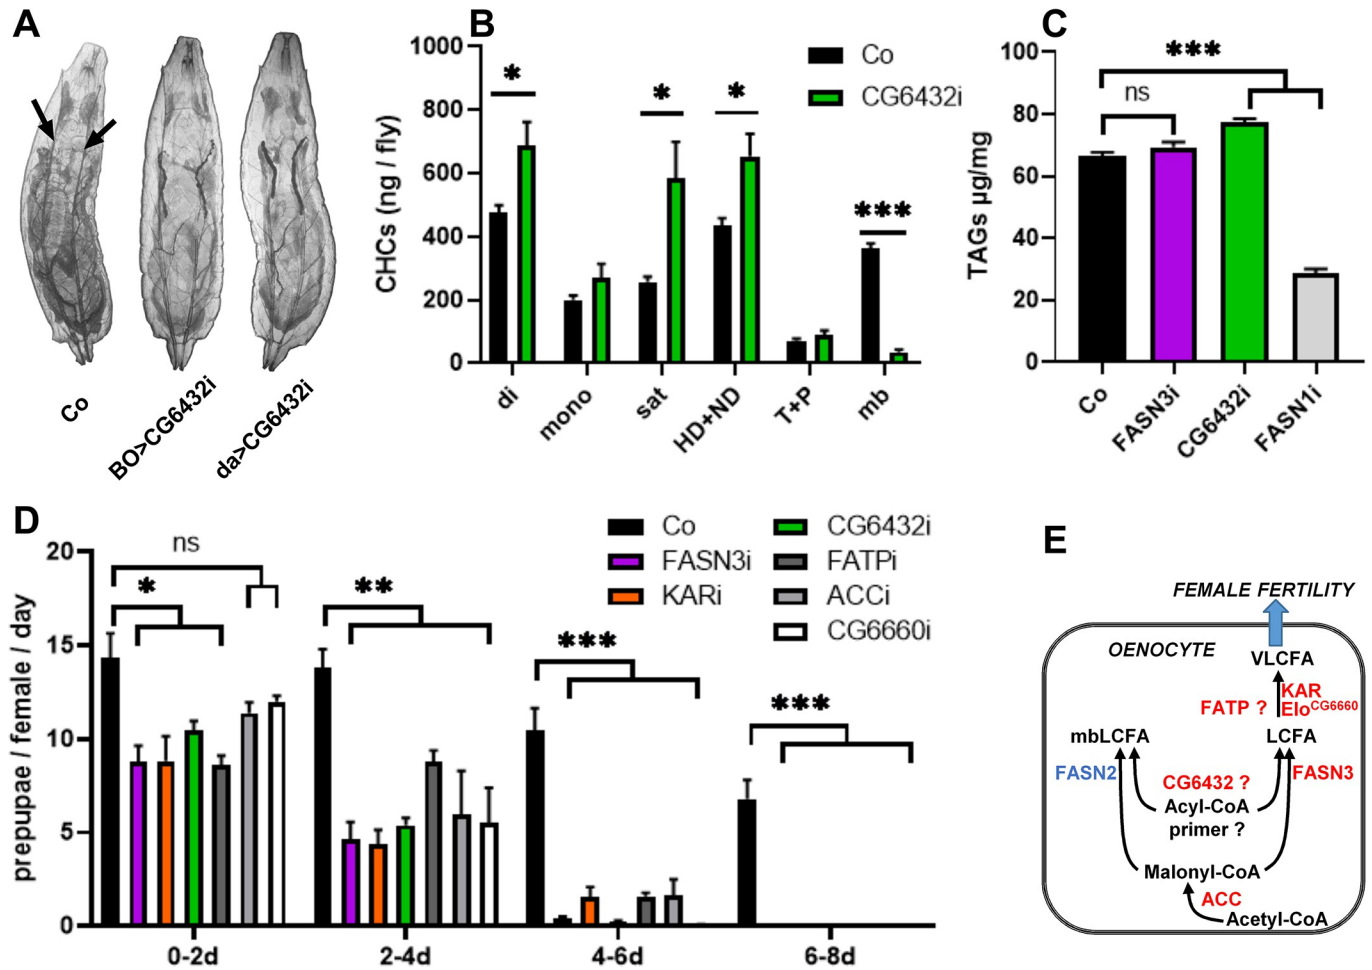 A
Co
BO>CG6432i
da>CG6432i
B
1000
800
600
400
200
0
CHCs (ng / fly)
Co
CG6432i
*
*
*
***
di
mono
sat
HD+ND
T+P
mb
C
100
80
60
40
20
0
TAGs µg/mg
***
ns
Co
FASN3i
CG6432i
FASN1i
D
20
15
10
5
0
prepupae / female / day
Co
FASN3i
KARi
CG6432i
FATPi
ACCi
CG6660i
ns
*
**
***
***
0-2d
2-4d
4-6d
6-8d
E
FEMALE FERTILITY
OENOCYTE
VLCFA
FATP ?
KAR
EloCG6660
mbLCFA
LCFA
FASN2
FASN3
CG6432 ?
Acyl-CoA
primer ?
Malonyl-CoA
ACC
Acetyl-CoA